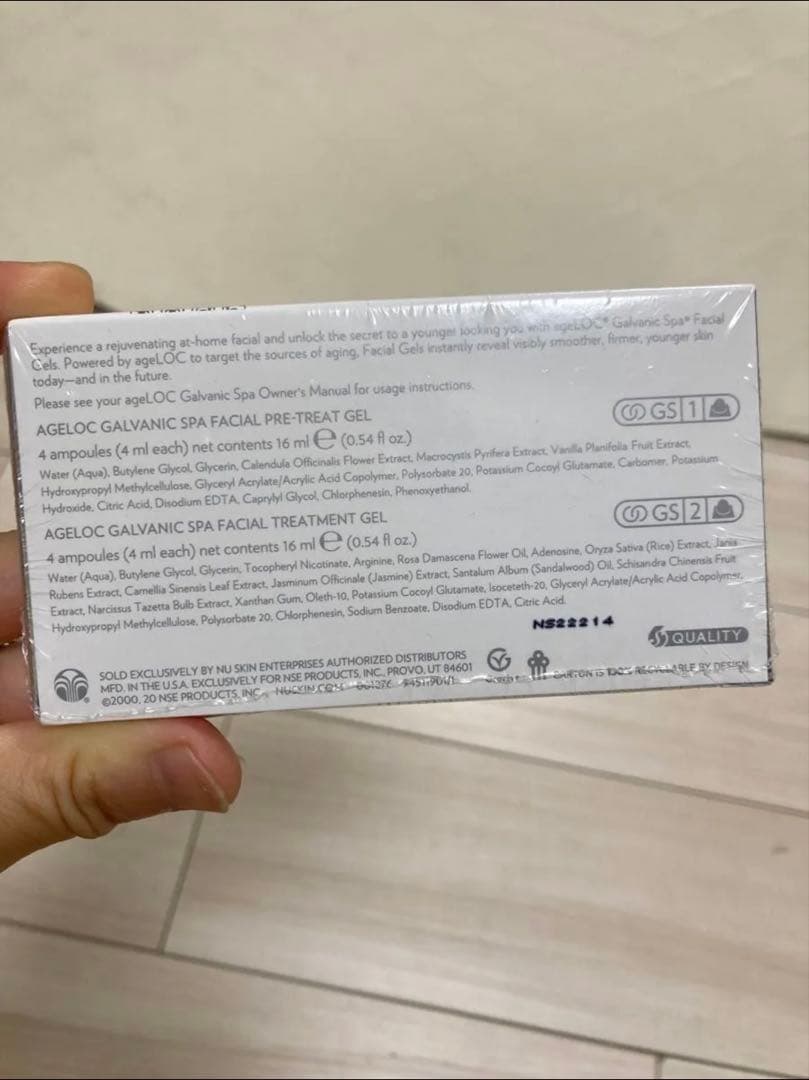 Experience a rejuvenating at-home facial and unlock the secret to a younger looking you with ageLOC® Galvanic Spa® Facial
Gels. Powered by ageLOC to target the sources of aging, Facial Gels instantly reveal visibly smoother, firmer, younger skin
today—and in the future.
Please see your ageLOC Galvanic Spa Owner's Manual for usage instructions.
AGELOC GALVANIC SPA FACIAL PRE-TREAT GEL
GS 1
4 ampoules (4 ml each) net contents 16 ml ℮ (0.54 fl oz.)
Water (Aqua), Butylene Glycol, Glycerin, Calendula Officinalis Flower Extract, Macrocystis Pyrifera Extract, Vanilla Planifolia Fruit Extract,
Hydroxypropyl Methylcellulose, Glyceryl Acrylate/Acrylic Acid Copolymer, Polysorbate 20, Potassium Cocoyl Glutamate, Carbomer, Potassium
Hydroxide, Citric Acid, Disodium EDTA, Caprylyl Glycol, Chlorphenesin, Phenoxyethanol.
AGELOC GALVANIC SPA FACIAL TREATMENT GEL
GS 2
4 ampoules (4 ml each) net contents 16 ml ℮ (0.54 fl oz.)
Water (Aqua), Butylene Glycol, Glycerin, Tocopheryl Nicotinate, Arginine, Rosa Damascena Flower Oil, Adenosine, Oryza Sativa (Rice) Extract, Jania
Rubens Extract, Camellia Sinensis Leaf Extract, Jasminum Officinale (Jasmine) Extract, Santalum Album (Sandalwood) Oil, Schisandra Chinensis Fruit
Extract, Narcissus Tazetta Bulb Extract, Xanthan Gum, Oleth-10, Potassium Cocoyl Glutamate, Isoceteth-20, Glyceryl Acrylate/Acrylic Acid Copolymer,
Hydroxypropyl Methylcellulose, Polysorbate 20, Chlorphenesin, Sodium Benzoate, Disodium EDTA, Citric Acid.
NS22214
QUALITY
SOLD EXCLUSIVELY BY NU SKIN ENTERPRISES AUTHORIZED DISTRIBUTORS
MFD. IN THE U.S.A. EXCLUSIVELY FOR NSE PRODUCTS, INC., PROVO, UT 84601
©2000, 20 NSE PRODUCTS, INC. NUSKIN.COM
CARTON IS 100% RECYCLABLE BY DESIGN